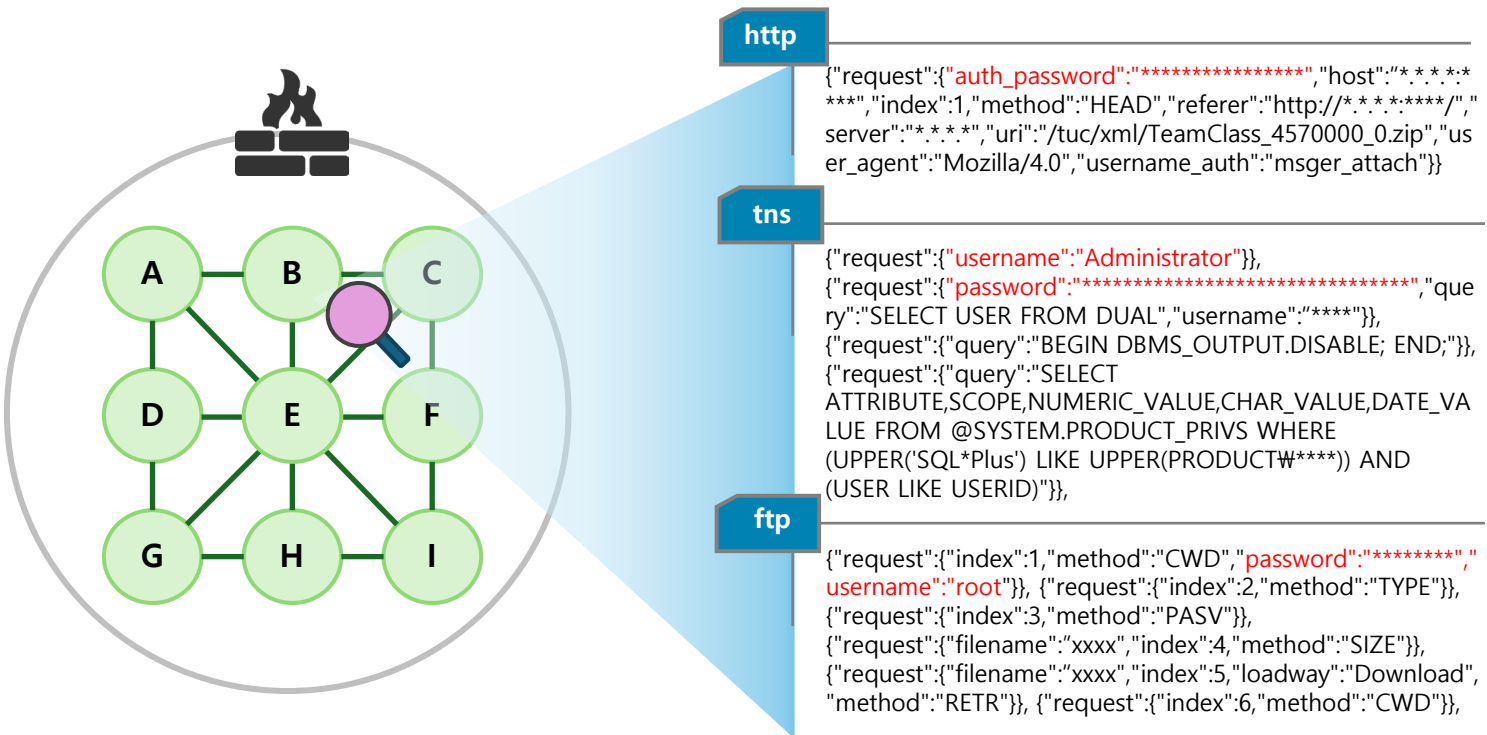 A
B
C
D
E
F
G
H
I
http
{"request":{"auth_password":"****************","host":“*.*.*.*:*
***","index":1,"method":"HEAD","referer":"http://*.*.*.*:****/","
server":"*.*.*.*","uri":"/tuc/xml/TeamClass_4570000_0.zip","us
er_agent":"Mozilla/4.0","username_auth":"msger_attach"}}
tns
{"request":{"username":"Administrator"}},
{"request":{"password":"********************************","que
ry":"SELECT USER FROM DUAL","username":“****"}},
{"request":{"query":"BEGIN DBMS_OUTPUT.DISABLE; END;"}},
{"request":{"query":"SELECT
ATTRIBUTE,SCOPE,NUMERIC_VALUE,CHAR_VALUE,DATE_VA
LUE FROM @SYSTEM.PRODUCT_PRIVS WHERE
(UPPER('SQL*Plus') LIKE UPPER(PRODUCT₩****)) AND
(USER LIKE USERID)"}},
ftp
{"request":{"index":1,"method":"CWD","password":"********","
username":"root"}}, {"request":{"index":2,"method":"TYPE"}},
{"request":{"index":3,"method":"PASV"}},
{"request":{"filename":“xxxx","index":4,"method":"SIZE"}},
{"request":{"filename":“xxxx","index":5,"loadway":"Download",
"method":"RETR"}}, {"request":{"index":6,"method":"CWD"}},